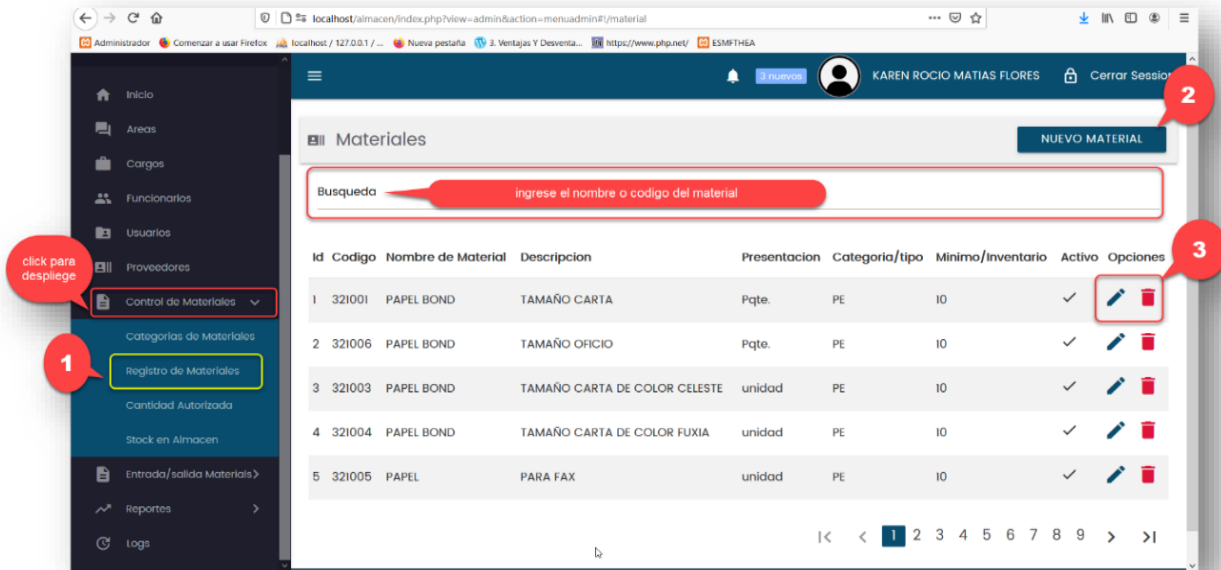 localhost/almacen/index.php?view=admin&action=menuadmin#!/material
Administrador Comenzar a usar Firefox localhost / 127.0.0.1 / ... Nueva pestaña 3. Ventajas Y Desventa... https://www.php.net/ ESMFTHEA
3 nuevos KAREN ROCIO MATIAS FLORES Cerrar Session
Inicio
Areas
Cargos
Funcionarios
Usuarios
Proveedores
click para
despliege
Control de Materiales
Categorias de Materiales
1
Registro de Materiales
Cantidad Autorizada
Stock en Almacen
Entrada/salida Materials
Reportes
Logs
Materiales
2
NUEVO MATERIAL
Busqueda ingrese el nombre o codigo del material
3
Id Codigo Nombre de Material Descripcion Presentacion Categoria/tipo Minimo/Inventario Activo Opciones
1 321001 PAPEL BOND TAMAÑO CARTA Pqte. PE 10
2 321006 PAPEL BOND TAMAÑO OFICIO Pqte. PE 10
3 321003 PAPEL BOND TAMAÑO CARTA DE COLOR CELESTE unidad PE 10
4 321004 PAPEL BOND TAMAÑO CARTA DE COLOR FUXIA unidad PE 10
5 321005 PAPEL PARA FAX unidad PE 10
1 2 3 4 5 6 7 8 9